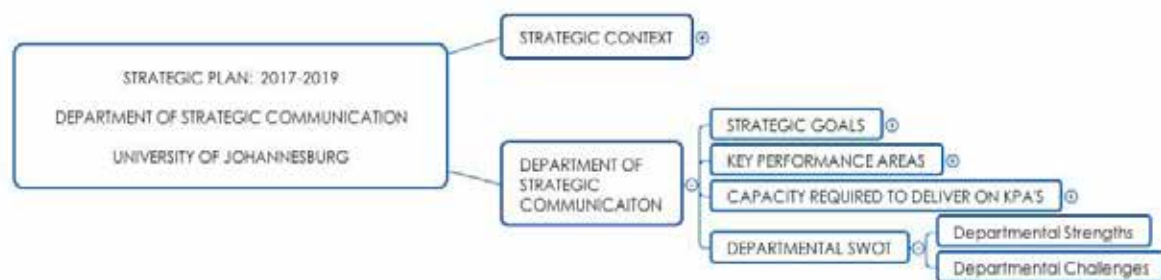 STRATEGIC PLAN: 2017-2019
DEPARTMENT OF STRATEGIC COMMUNICATION
UNIVERSITY OF JOHANNESBURG
STRATEGIC CONTEXT
DEPARTMENT OF
STRATEGIC
COMMUNICAITON
STRATEGIC GOALS
KEY PERFORMANCE AREAS
CAPACITY REQUIRED TO DELIVER ON KPA'S
DEPARTMENTAL SWOT
Departmental Strengths
Departmental Challenges